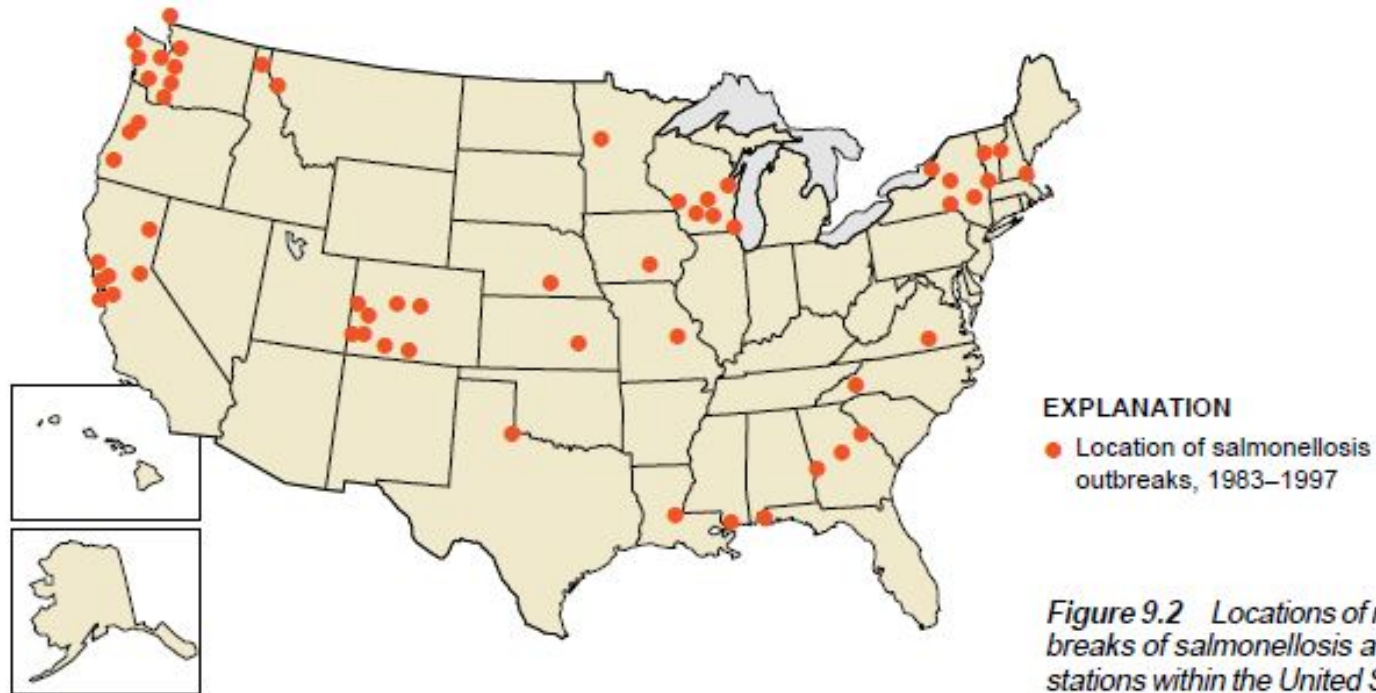 EXPLANATION
Location of salmonellosis
outbreaks, 1983–1997
Figure 9.2 Locations of
breaks of salmonellosis
stations within the United